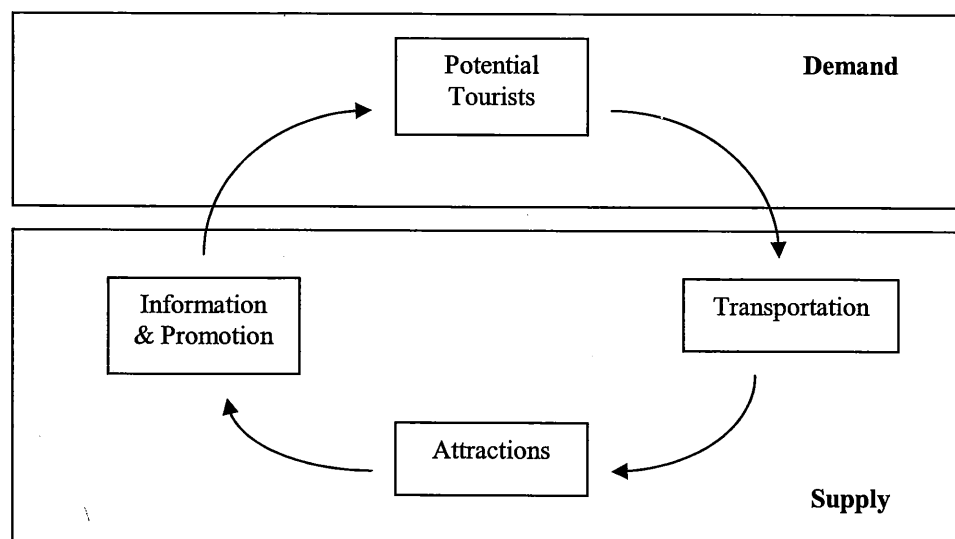 Potential
Tourists
Demand
Information
& Promotion
Transportation
Attractions
Supply